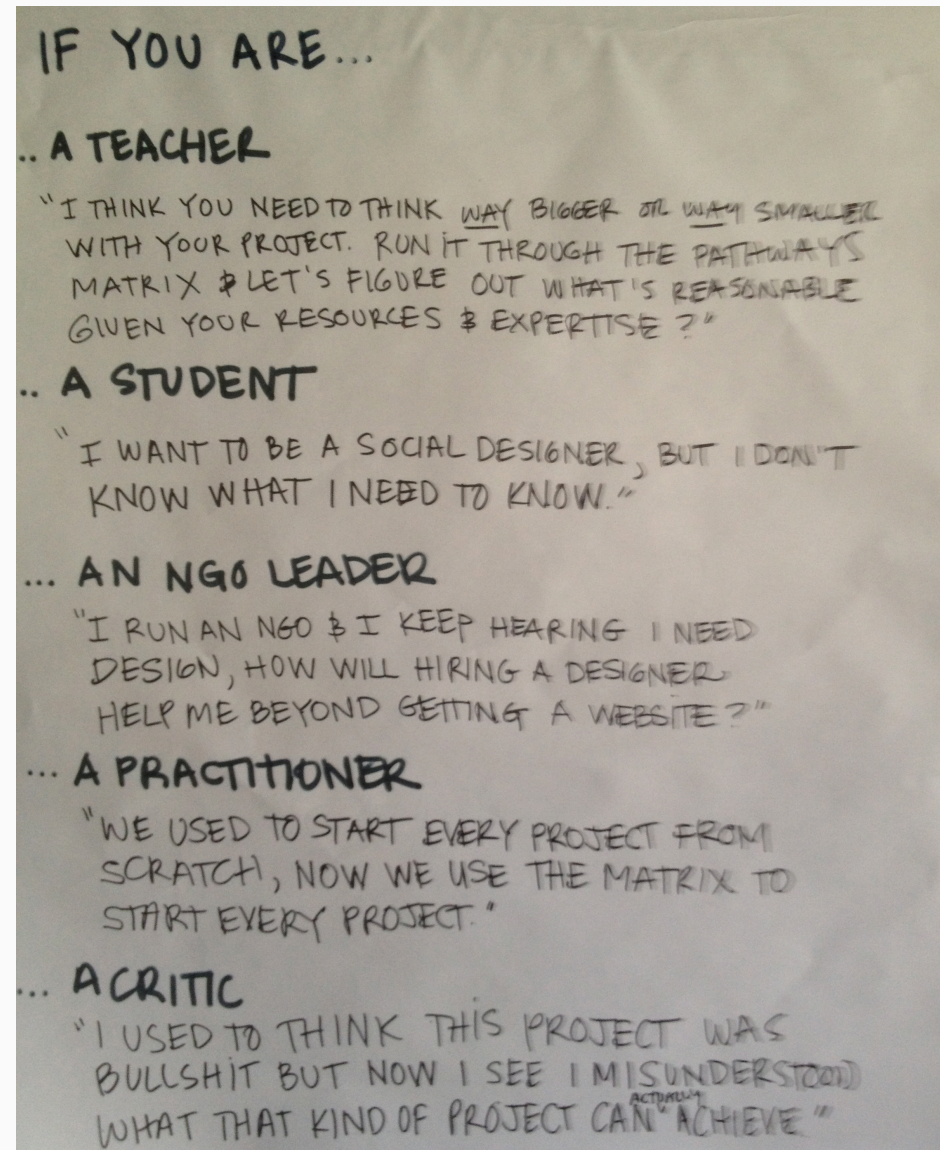 IF YOU ARE...
.. A TEACHER
"I THINK YOU NEED TO THINK WAY BIGGER OR WAY SMALLER
WITH YOUR PROJECT. RUN IT THROUGH THE PATHWAYS
MATRIX & LET'S FIGURE OUT WHAT'S REASONABLE
GIVEN YOUR RESOURCES & EXPERTISE?"
.. A STUDENT
"I WANT TO BE A SOCIAL DESIGNER, BUT I DON'T
KNOW WHAT I NEED TO KNOW."
... AN NGO LEADER
"I RUN AN NGO & I KEEP HEARING I NEED
DESIGN, HOW WILL HIRING A DESIGNER
HELP ME BEYOND GETTING A WEBSITE?"
... A PRACTITIONER
"WE USED TO START EVERY PROJECT FROM
SCRATCH, NOW WE USE THE MATRIX TO
START EVERY PROJECT."
... A CRITIC
"I USED TO THINK THIS PROJECT WAS
BULLSHIT BUT NOW I SEE I MISUNDERSTOOD
WHAT THAT KIND OF PROJECT CAN ACTUALLY ACHIEVE"